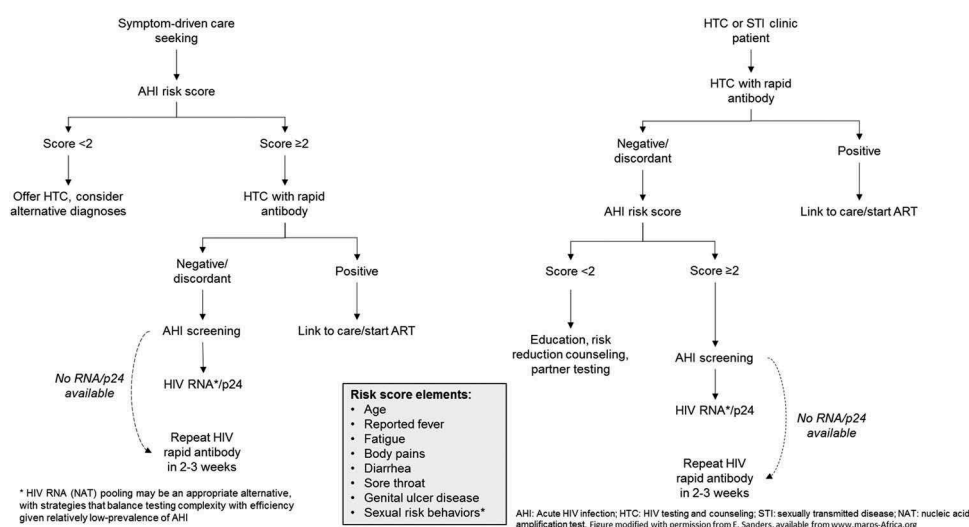 Symptom-driven care
seeking
AHI risk score
Score <2
Score ≥2
Offer HTC, consider
alternative diagnoses
HTC with rapid
antibody
Negative/
discordant
Positive
AHI screening
Link to care/start ART
No RNA/p24
available
HIV RNA*/p24
Repeat HIV
rapid antibody
in 2-3 weeks
* HIV RNA (NAT) pooling may be an appropriate alternative,
with strategies that balance testing complexity with efficiency
given relatively low-prevalence of AHI
Risk score elements:
• Age
• Reported fever
• Fatigue
• Body pains
• Diarrhea
• Sore throat
• Genital ulcer disease
• Sexual risk behaviors*
HTC or STI clinic
patient
HTC with rapid
antibody
Negative/
discordant
Positive
AHI risk score
Link to care/start ART
Score <2
Score ≥2
Education, risk
reduction counseling,
partner testing
AHI screening
HIV RNA*/p24
No RNA/p24
available
Repeat HIV
rapid antibody
in 2-3 weeks
AHI: Acute HIV infection; HTC: HIV testing and counseling; STI: sexually transmitted disease; NAT: nucleic acid
amplification test. Figure modified with permission from E. Sanders, available from www.marps-Africa.org